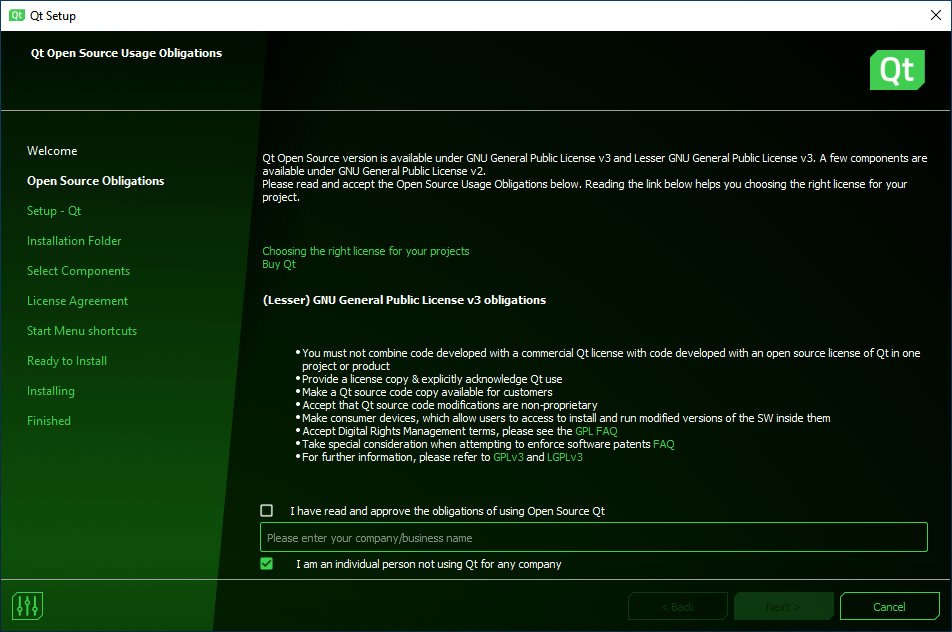 Qt Qt Setup
Qt Open Source Usage Obligations
Qt
Welcome
Open Source Obligations
Setup - Qt
Installation Folder
Select Components
License Agreement
Start Menu shortcuts
Ready to Install
Installing
Finished
Qt Open Source version is available under GNU General Public License v3 and Lesser GNU General Public License v3. A few components are
available under GNU General Public License v2.
Please read and accept the Open Source Usage Obligations below. Reading the link below helps you choosing the right license for your
project.
Choosing the right license for your projects
Buy Qt
(Lesser) GNU General Public License v3 obligations
•You must not combine code developed with a commercial Qt license with code developed with an open source license of Qt in one
project or product
•Provide a license copy & explicitly acknowledge Qt use
•Make a Qt source code copy available for customers
•Accept that Qt source code modifications are non-proprietary
•Make consumer devices, which allow users to access to install and run modified versions of the SW inside them
•Accept Digital Rights Management terms, please see the GPL FAQ
•Take special consideration when attempting to enforce software patents FAQ
•For further information, please refer to GPLv3 and LGPLv3
I have read and approve the obligations of using Open Source Qt
Please enter your company/business name
I am an individual person not using Qt for any company
< Back
Next >
Cancel